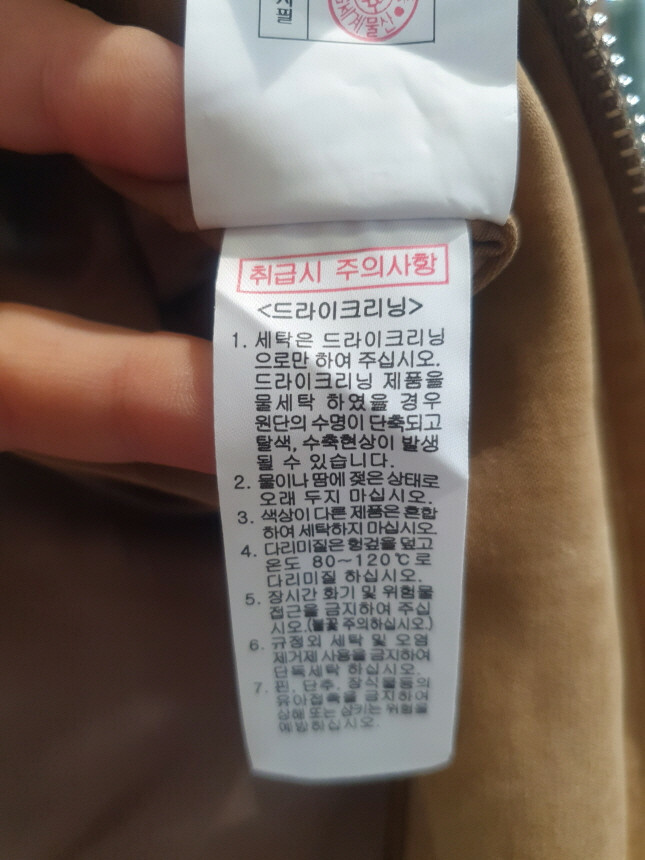 취급시 주의사항
<드라이크리닝>
1. 세탁은 드라이크리닝
으로만 하여 주십시오.
드라이크리닝 제품을
물세탁 하였을 경우
원단의 수명이 단축되고
탈색, 수축현상이 발생
될 수 있습니다.
2. 물이나 땀에 젖은 상태로
오래 두지 마십시오.
3. 색상이 다른 제품은 혼합
하여 세탁하지 마십시오.
4. 다리미질은 헝겊을 덮고
온도 80~120℃로
다리미질 하십시오.
5. 장시간 화기 및 위험물
접근을 금지하여 주십
시오.(불꽃 주의하십시오.)
6. 규정외 세탁 및 오염
제거제 사용을 금지하여
단독세탁 하십시오.
7. 핀, 단추, 장식물등의
유아접촉을 금지하여
상해 또는 삼키는 위험을
예방하십시오.